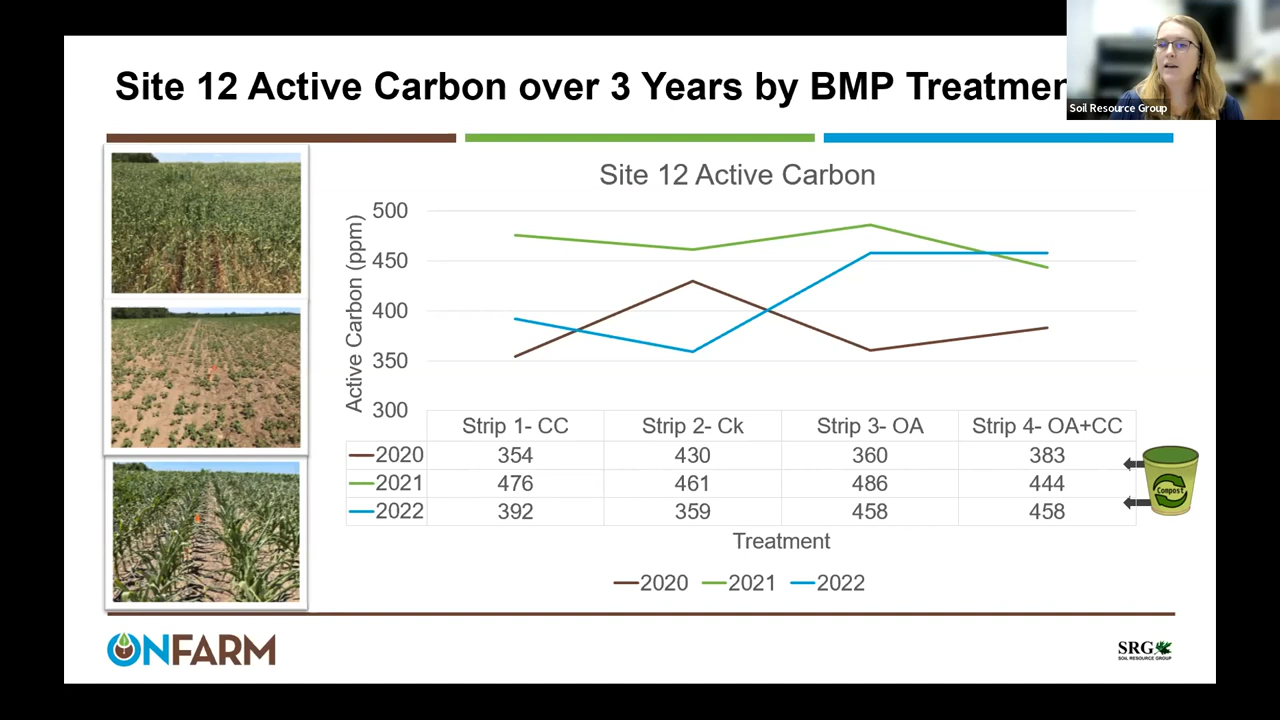 Site 12 Active Carbon over 3 Years by BMP Treatmen
Soil Resource Group
Site 12 Active Carbon
Active Carbon (ppm)
500
450
400
350
300
Strip 1- CC Strip 2- Ck Strip 3- OA Strip 4- OA+CC
2020 354 430 360 383
2021 476 461 486 444
2022 392 359 458 458
Compost
Treatment
2020 2021 2022
ONFARM
SRG
SOIL RESOURCE GROUP